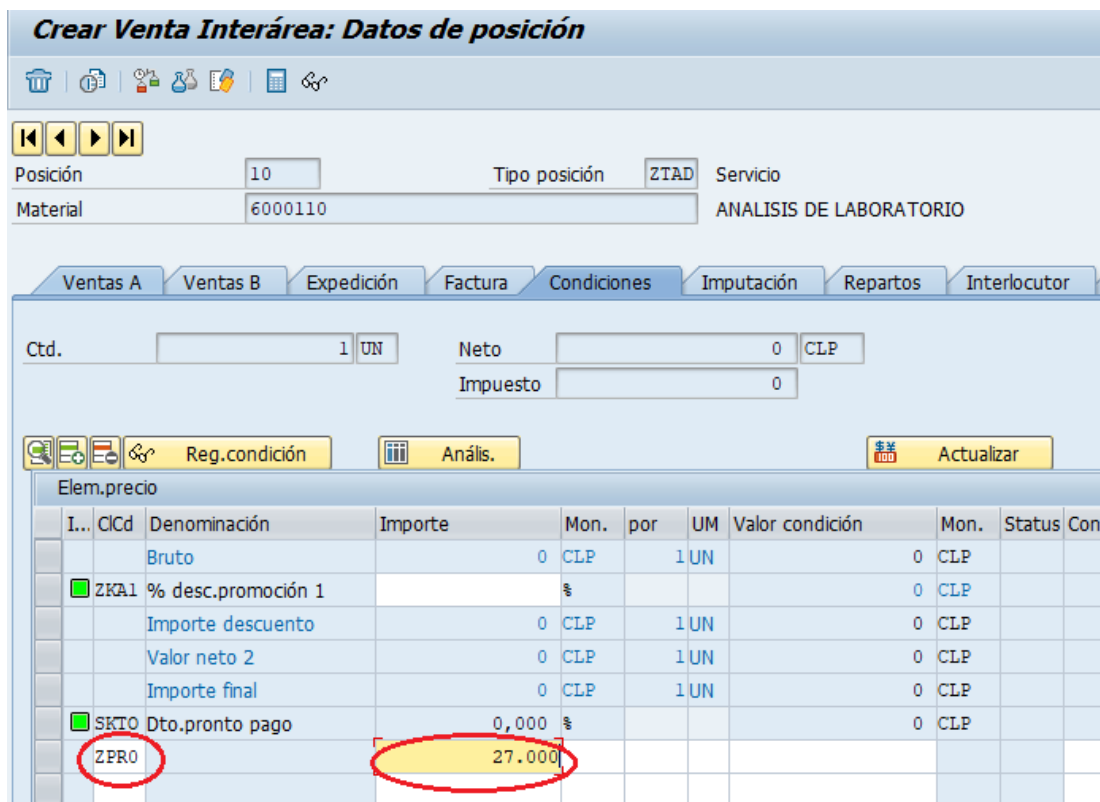 Crear Venta Interárea: Datos de posición
Posición 10 Tipo posición ZTAD Servicio
Material 6000110 ANALISIS DE LABORATORIO
Ventas A Ventas B Expedición Factura Condiciones Imputación Repartos Interlocutor
Ctd. 1 UN Neto 0 CLP
Impuesto 0
Reg.condición Anális. Actualizar
Elem.precio
I... ClCd Denominación Importe Mon. por UM Valor condición Mon. Status Con
Bruto 0 CLP 1 UN 0 CLP
ZKA1 % desc.promoción 1 % 0 CLP
Importe descuento 0 CLP 1 UN 0 CLP
Valor neto 2 0 CLP 1 UN 0 CLP
Importe final 0 CLP 1 UN 0 CLP
SKTO Dto.pronto pago 0,000 % 0 CLP
ZPR0 27.000